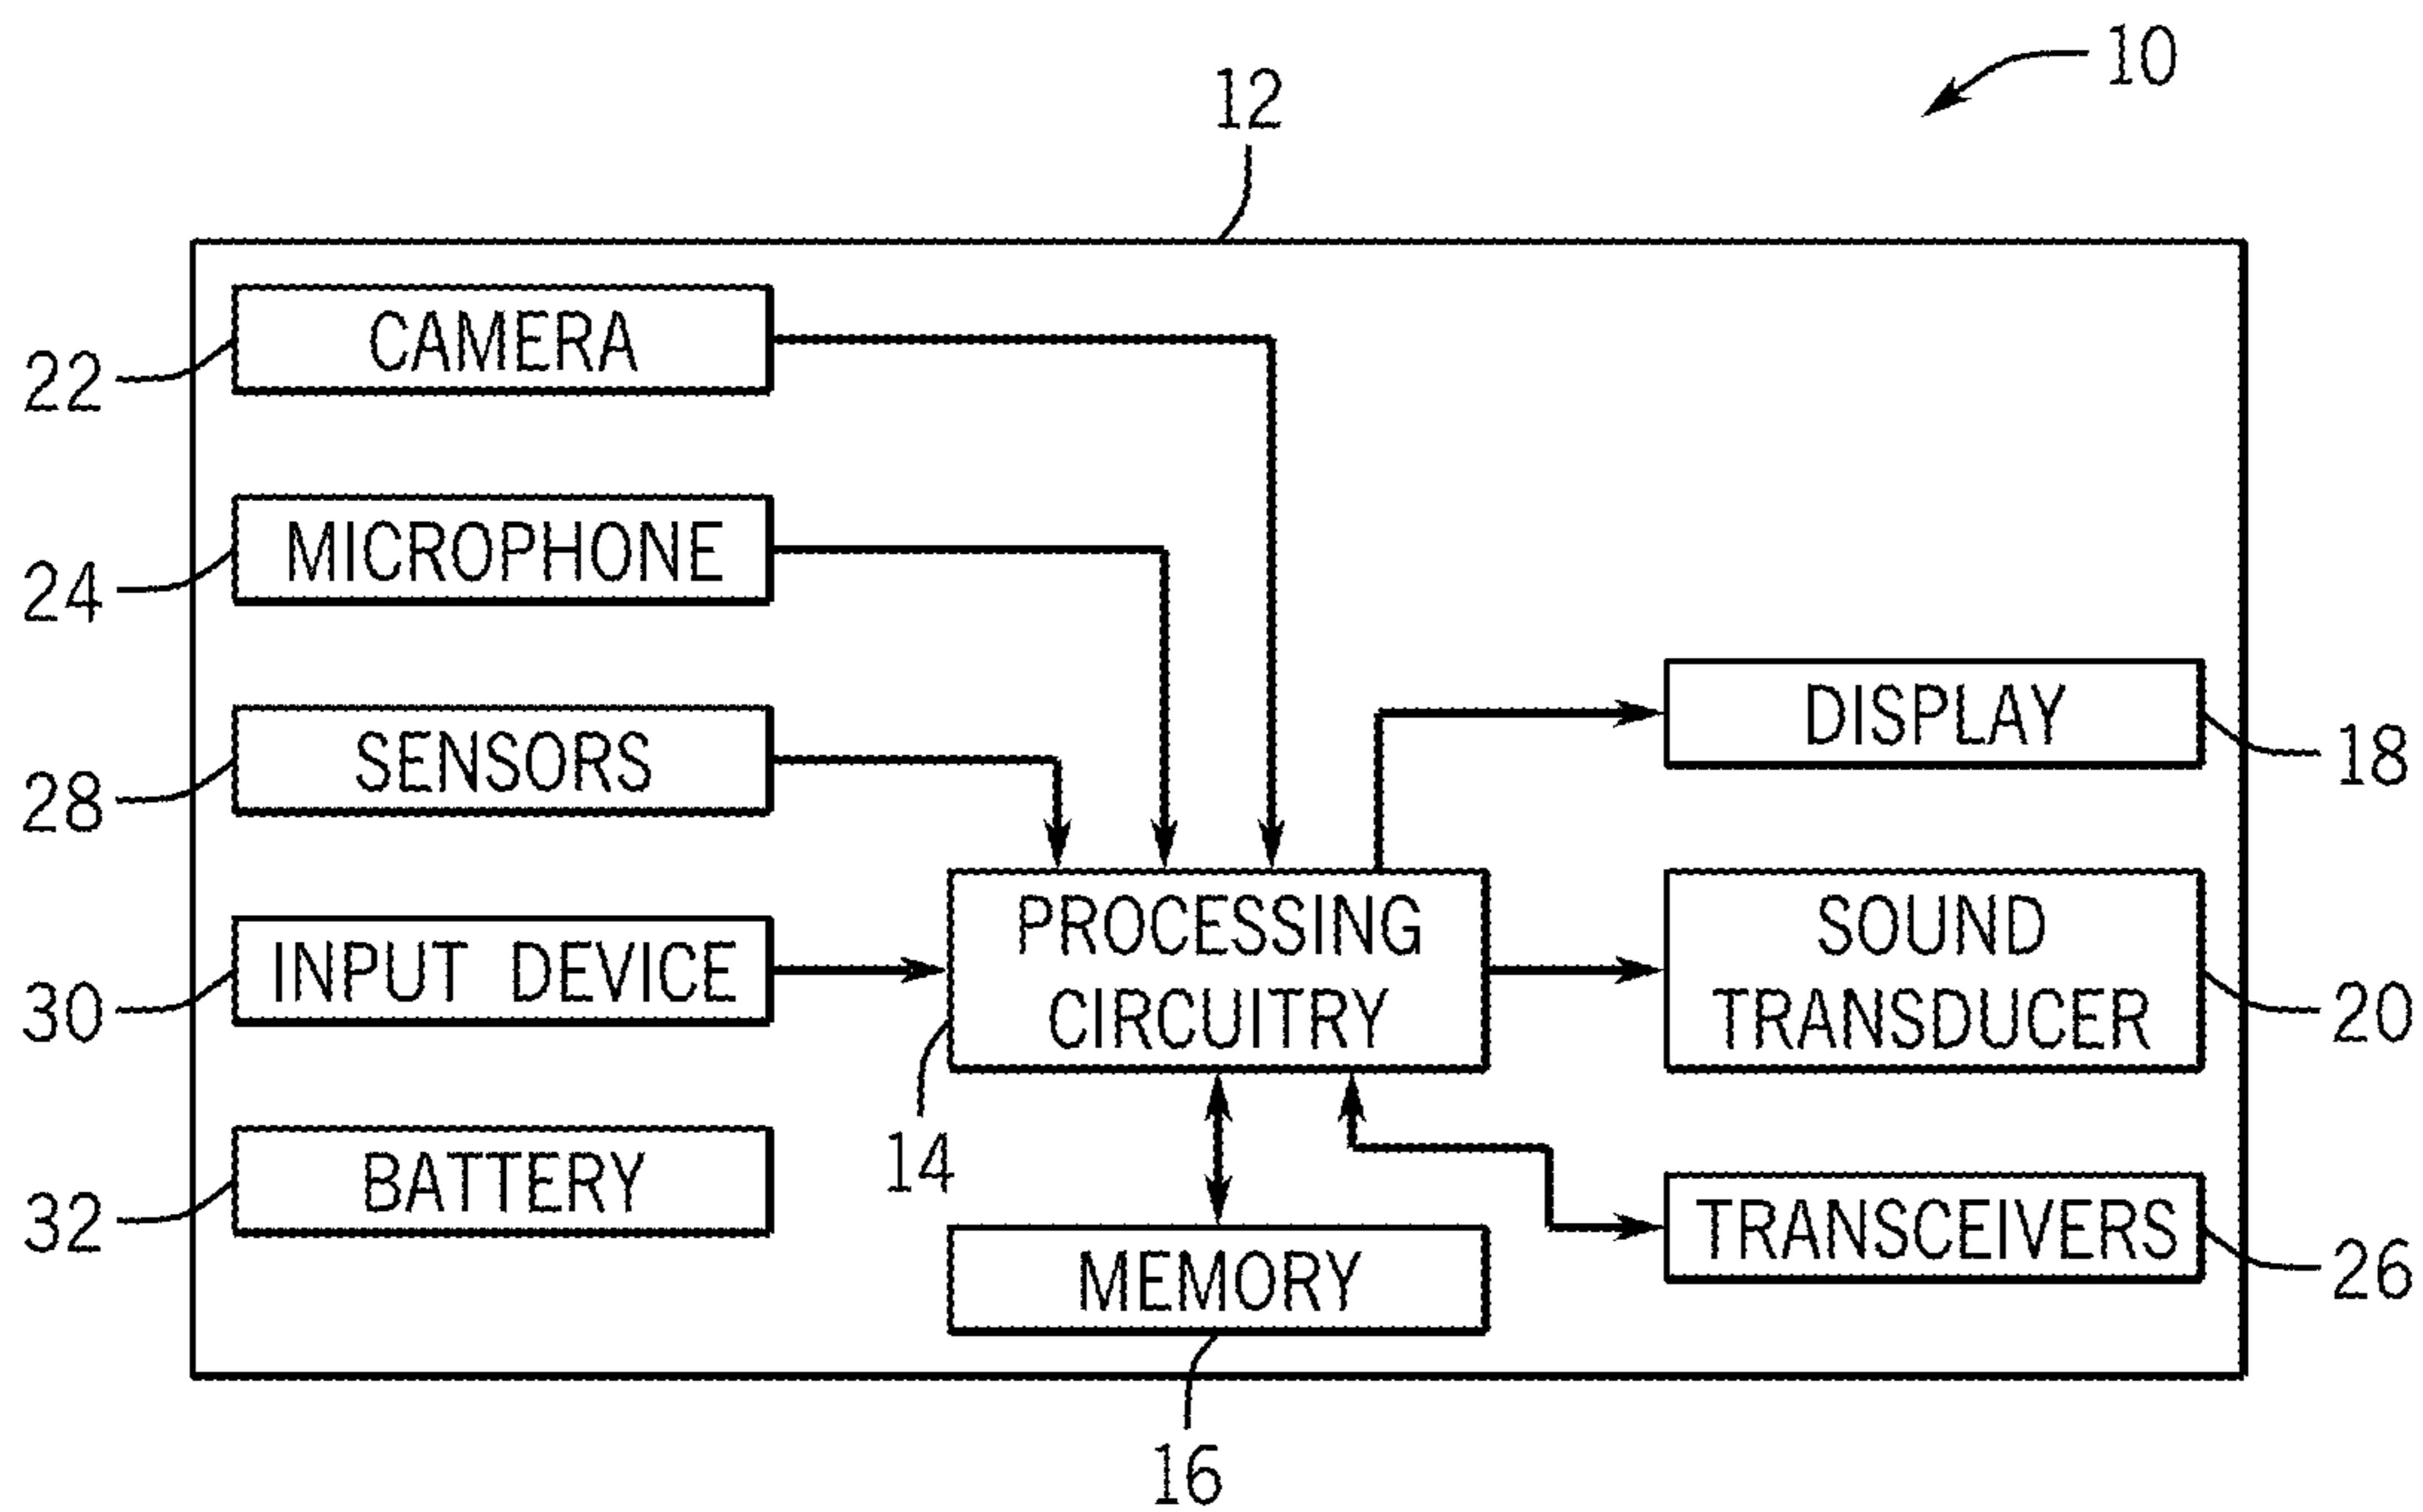 10
12
CAMERA
22
MICROPHONE
24
SENSORS
28
DISPLAY
18
INPUT DEVICE
30
PROCESSING
CIRCUITRY
14
SOUND
TRANSDUCER
20
BATTERY
32
MEMORY
16
TRANSCEIVERS
26